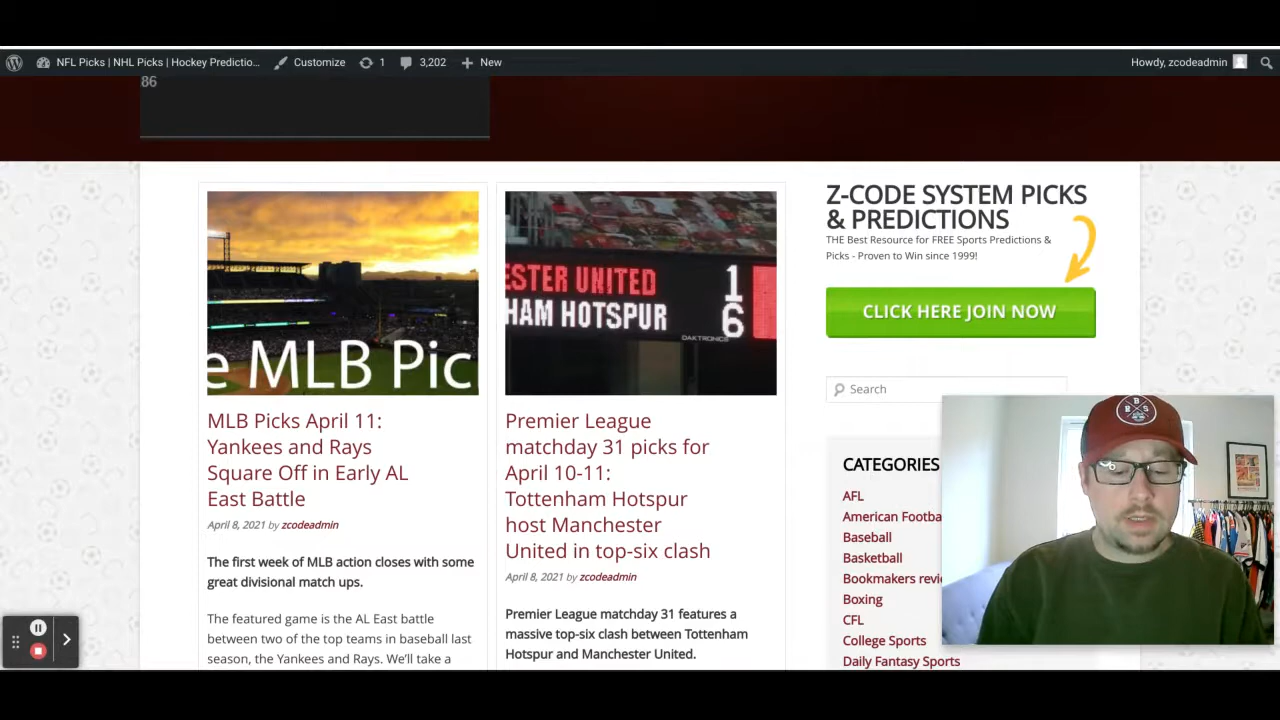 NFL Picks | NHL Picks | Hockey Predictio...
Customize
1
3,202
New
Howdy, zcodeadmin
86
e MLB Pic
ESTER UNITED 1
HAM HOTSPUR 6
DAKTRONICS
MLB Picks April 11:
Yankees and Rays
Square Off in Early AL
East Battle
April 8, 2021 by zcodeadmin
The first week of MLB action closes with some
great divisional match ups.
The featured game is the AL East battle
between two of the top teams in baseball last
season, the Yankees and Rays. We'll take a
Premier League
matchday 31 picks for
April 10-11:
Tottenham Hotspur
host Manchester
United in top-six clash
April 8, 2021 by zcodeadmin
Premier League matchday 31 features a
massive top-six clash between Tottenham
Hotspur and Manchester United.
Z-CODE SYSTEM PICKS
& PREDICTIONS
THE Best Resource for FREE Sports Predictions &
Picks - Proven to Win since 1999!
CLICK HERE JOIN NOW
Search
CATEGORIES
AFL
American Footba
Baseball
Basketball
Bookmakers revi
Boxing
CFL
College Sports
Daily Fantasy Sports